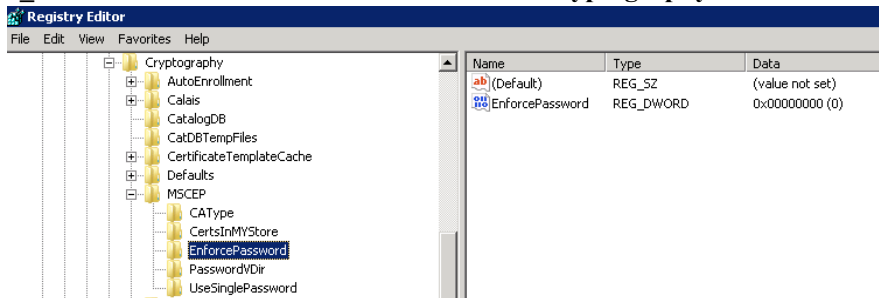 Registry Editor
File Edit View Favorites Help
Cryptography
AutoEnrollment
Calais
CatalogDB
CatDBTempFiles
CertificateTemplateCache
Defaults
MSCEP
CAType
CertsInMYStore
EnforcePassword
PasswordVDir
UseSinglePassword
Name Type Data
(Default) REG_SZ (value not set)
EnforcePassword REG_DWORD 0x00000000 (0)